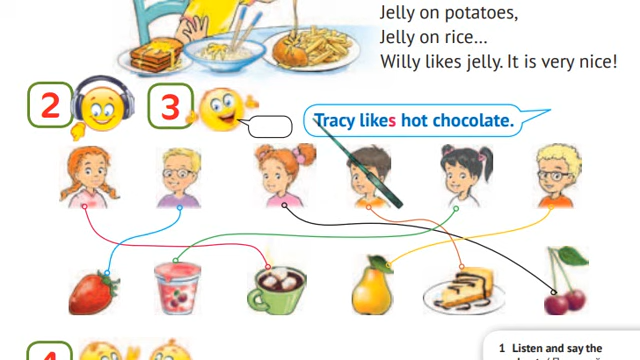 Jelly on potatoes,
Jelly on rice...
Willy likes jelly. It is very nice!
2
3
Tracy likes hot chocolate.
1 Listen and say the